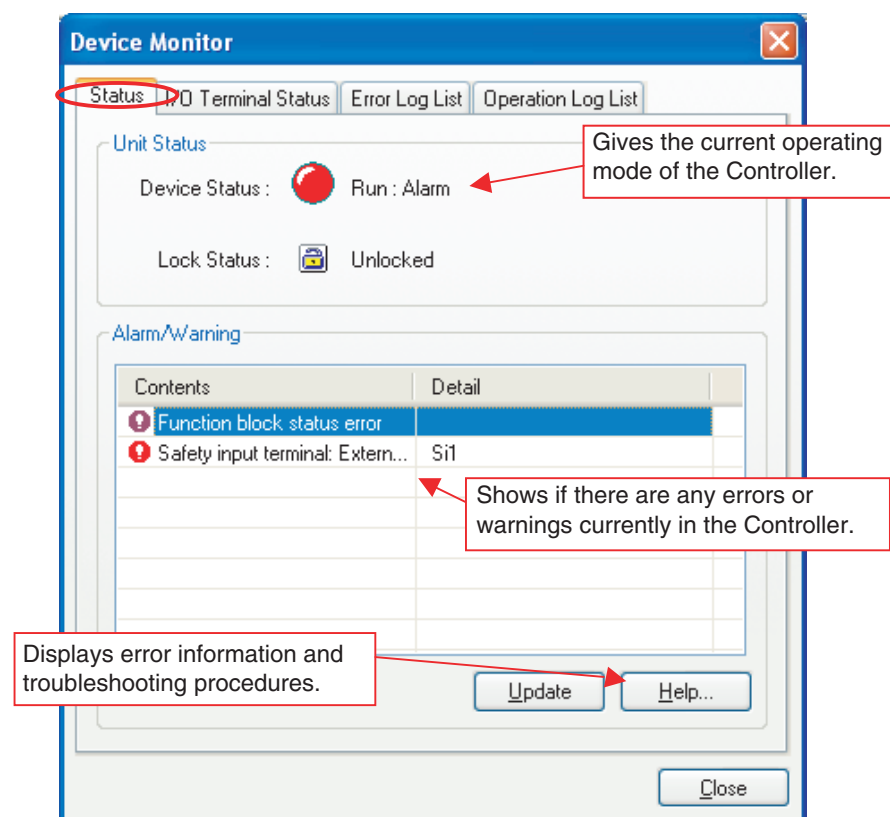 Device Monitor
Status I/O Terminal Status Error Log List Operation Log List
Unit Status
Gives the current operating
mode of the Controller.
Device Status : Run : Alarm
Lock Status : Unlocked
Alarm/Warning
Contents Detail
Function block status error
Safety input terminal: Extern... Si1
Shows if there are any errors or
warnings currently in the Controller.
Displays error information and
troubleshooting procedures.
Update Help...
Close